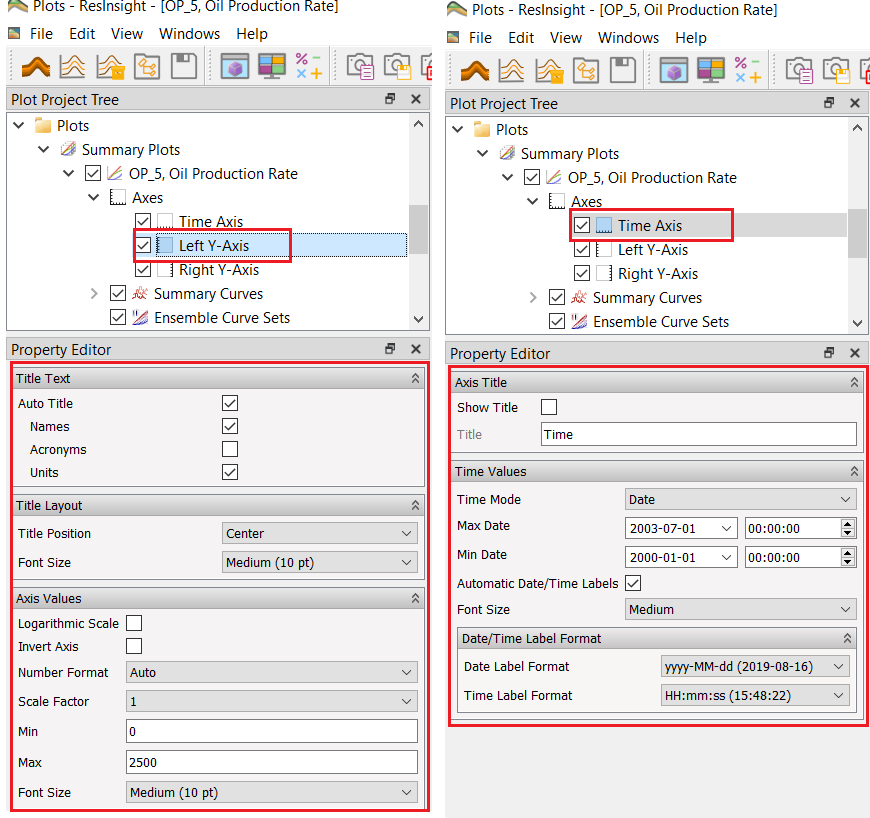 Plots - ResInsight - [OP_5, Oil Production Rate]
File Edit View Windows Help
Plot Project Tree
Plots
Summary Plots
OP_5, Oil Production Rate
Axes
Time Axis
Left Y-Axis
Right Y-Axis
Summary Curves
Ensemble Curve Sets
Property Editor
Title Text
Auto Title
Names
Acronyms
Units
Title Layout
Title Position Center
Font Size Medium (10 pt)
Axis Values
Logarithmic Scale
Invert Axis
Number Format Auto
Scale Factor 1
Min 0
Max 2500
Font Size Medium (10 pt)
Plots - ResInsight - [OP_5, Oil Production Rate]
File Edit View Windows Help
Plot Project Tree
Plots
Summary Plots
OP_5, Oil Production Rate
Axes
Time Axis
Left Y-Axis
Right Y-Axis
Summary Curves
Ensemble Curve Sets
Property Editor
Axis Title
Show Title
Title Time
Time Values
Time Mode Date
Max Date 2003-07-01 00:00:00
Min Date 2000-01-01 00:00:00
Automatic Date/Time Labels
Font Size Medium
Date/Time Label Format
Date Label Format yyyy-MM-dd (2019-08-16)
Time Label Format HH:mm:ss (15:48:22)